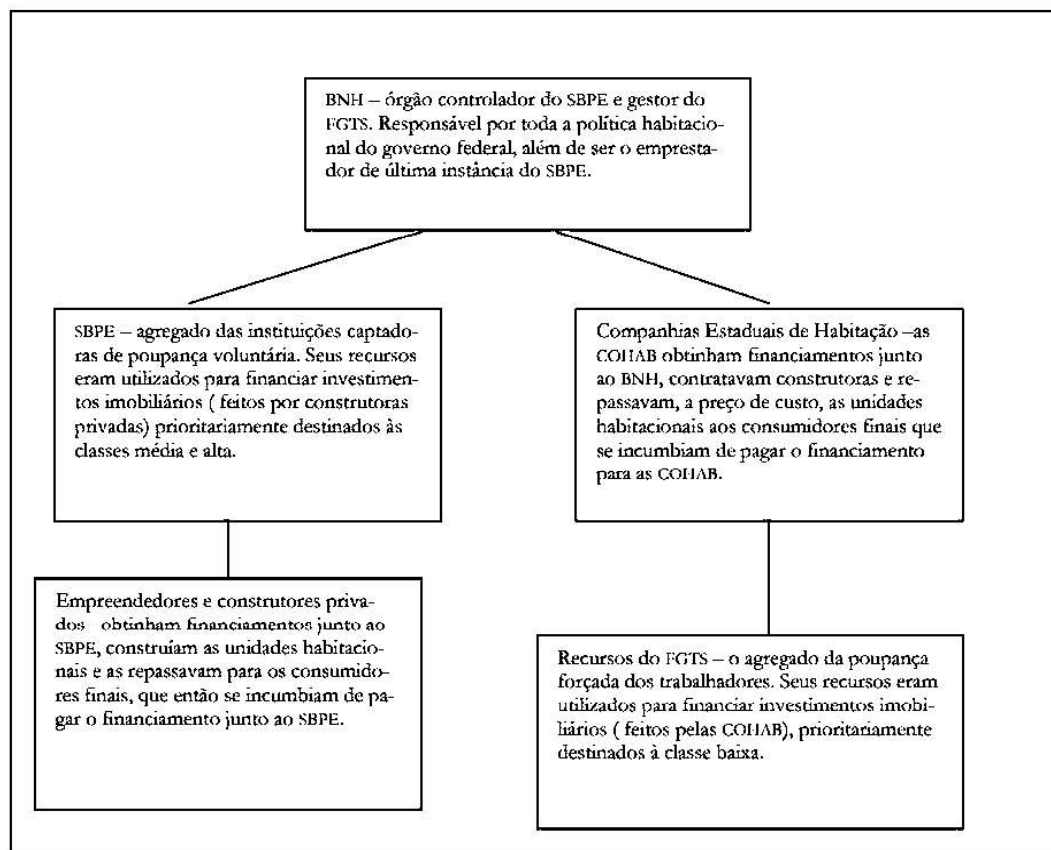 BNH – órgão controlador do SBPE e gestor do
FGTS. Responsável por toda a política habitacio-
nal do governo federal, além de ser o empresta-
dor de última instância do SBPE.
SBPE – agregado das instituições captado-
ras de poupança voluntária. Seus recursos
eram utilizados para financiar investimen-
tos imobiliários ( feitos por construtoras
privadas) prioritariamente destinados às
classes média e alta.
Companhias Estaduais de Habitação –as
COHAB obtinham financiamentos junto
ao BNH, contratavam construtoras e re-
passavam, a preço de custo, as unidades
habitacionais aos consumidores finais que
se incumbiam de pagar o financiamento
para as COHAB.
Empreendedores e construtores priva-
dos – obtinham financiamentos junto ao
SBPE, construíam as unidades habitacio-
nais e as repassavam para os consumido-
res finais, que então se incumbiam de pa-
gar o financiamento junto ao SBPE.
Recursos do FGTS – o agregado da poupança
forçada dos trabalhadores. Seus recursos eram
utilizados para financiar investimentos imobi-
liários ( feitos pelas COHAB), prioritariamente
destinados à classe baixa.